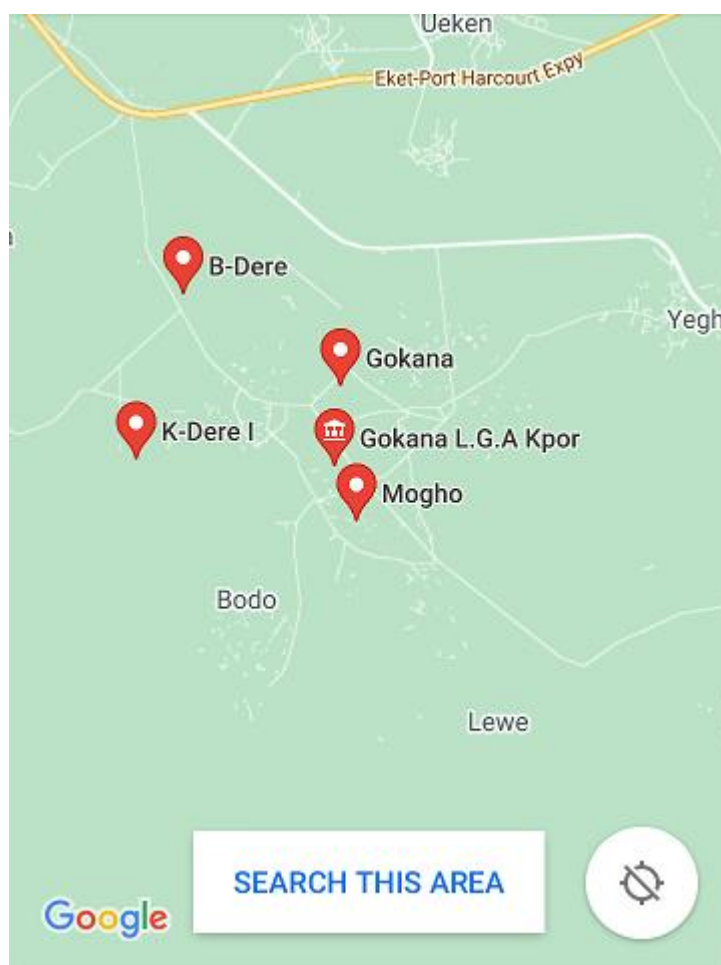 Ueken
Eket-Port Harcourt Expy
B-Dere
Yegh
Gokana
K-Dere I
Gokana L.G.A Kpor
Mogho
Bodo
Lewe
SEARCH THIS AREA
Google